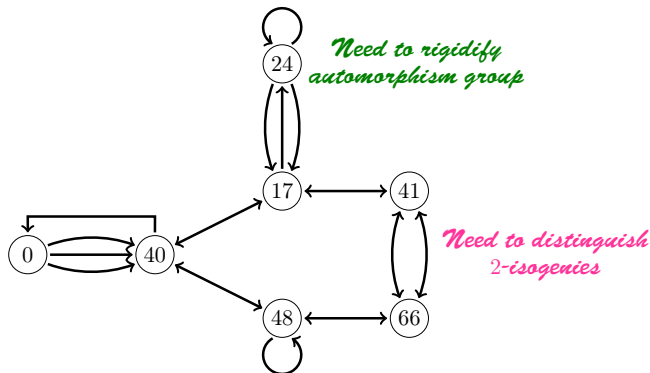 24
Need to rigidify
automorphism group
17
41
0
40
Need to distinguish
2-isogenies
48
66